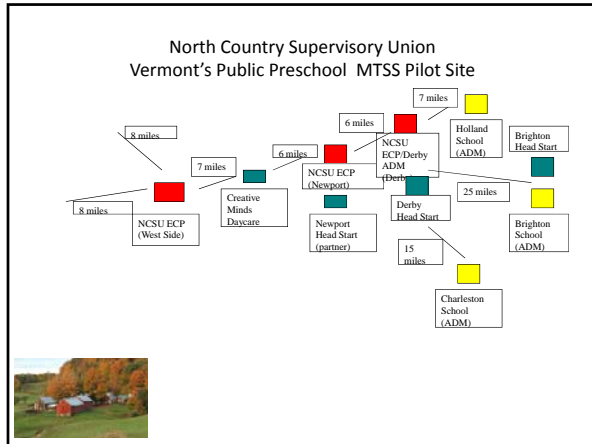 North Country Supervisory Union
Vermont's Public Preschool MTSS Pilot Site
7 miles
8 miles
6 miles
Holland
School
(ADM)
Brighton
Head Start
7 miles
6 miles
NCSU ECP
(Newport)
NCSU
ECP/Derby
ADM
(Derby
25 miles
8 miles
NCSU ECP
(West Side)
Creative
Minds
Daycare
Newport
Head Start
(partner)
Derby
Head Start
Brighton
School
(ADM)
15
miles
Charleston
School
(ADM)